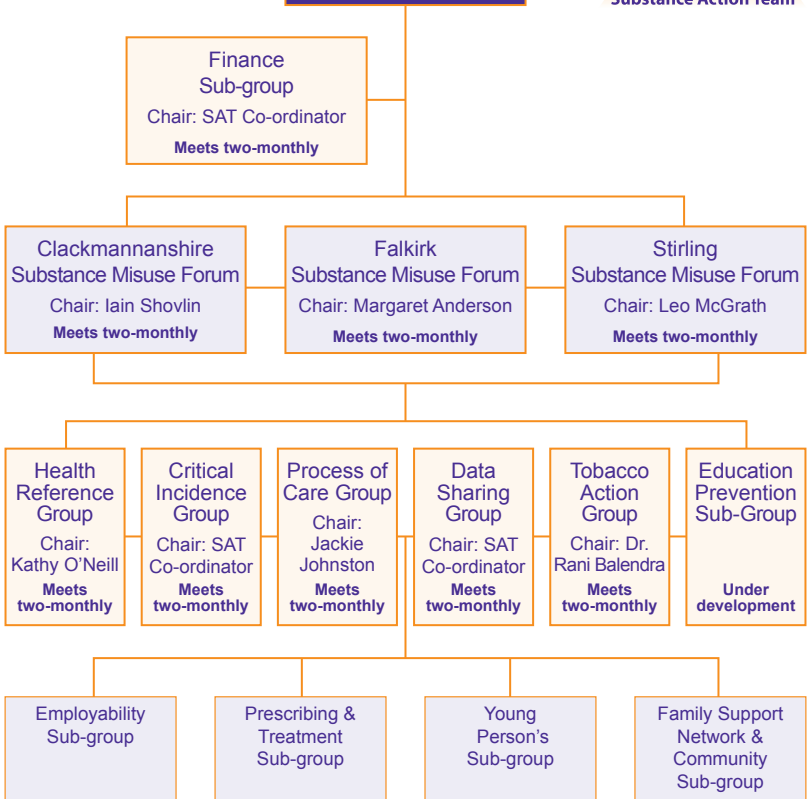 Substance Action Team
Finance
Sub-group
Chair: SAT Co-ordinator
Meets two-monthly
Clackmannanshire
Substance Misuse Forum
Chair: Iain Shovlin
Meets two-monthly
Falkirk
Substance Misuse Forum
Chair: Margaret Anderson
Meets two-monthly
Stirling
Substance Misuse Forum
Chair: Leo McGrath
Meets two-monthly
Health
Reference
Group
Chair:
Kathy O'Neill
Meets
two-monthly
Critical
Incidence
Group
Chair: SAT
Co-ordinator
Meets
two-monthly
Process of
Care Group
Chair:
Jackie
Johnston
Meets
two-monthly
Data
Sharing
Group
Chair: SAT
Co-ordinator
Meets
two-monthly
Tobacco
Action
Group
Chair: Dr.
Rani Balendra
Meets
two-monthly
Education
Prevention
Sub-Group
Under
development
Employability
Sub-group
Prescribing &
Treatment
Sub-group
Young
Person's
Sub-group
Family Support
Network &
Community
Sub-group